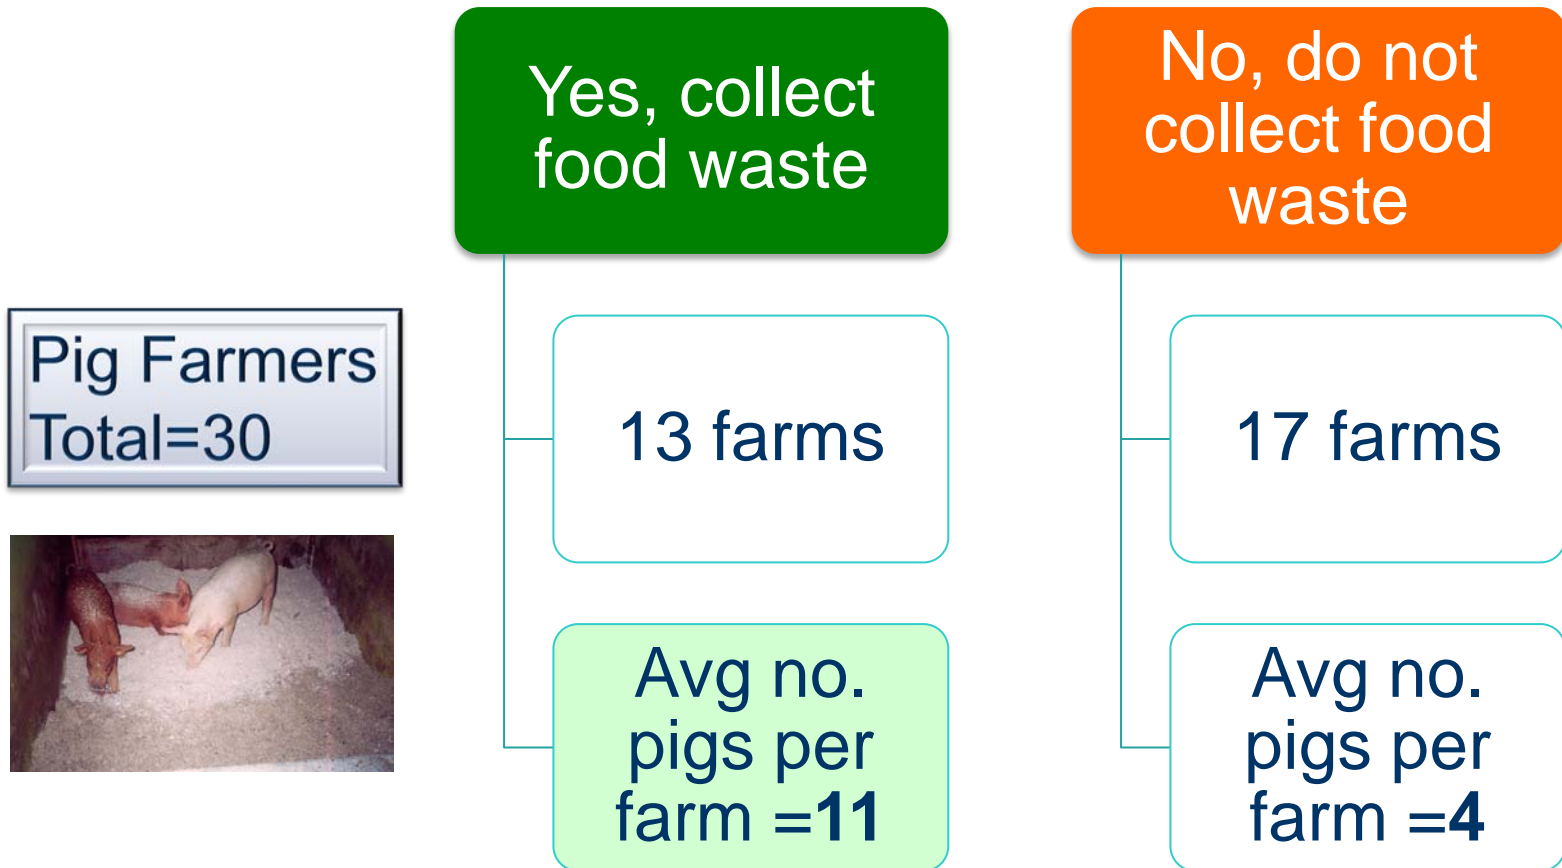 Yes, collect
food waste
No, do not
collect food
waste
Pig Farmers
Total=30
13 farms
17 farms
Avg no.
pigs per
farm =11
Avg no.
pigs per
farm =4